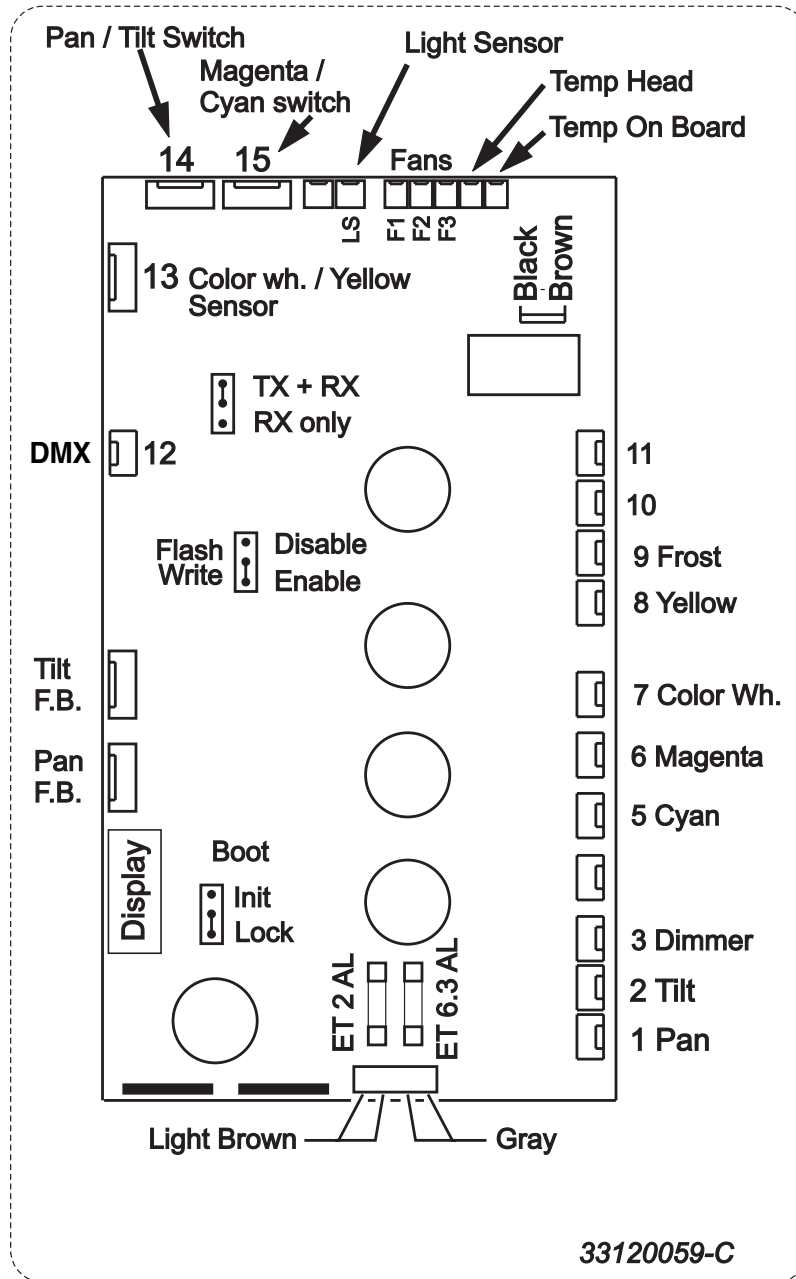 Pan / Tilt Switch
Light Sensor
Magenta /
Cyan switch
Temp Head
Temp On Board
14
15
Fans
LS
F1
F2
F3
Black
Brown
13 Color wh. / Yellow
Sensor
TX + RX
RX only
DMX
12
11
10
Flash
Write
Disable
Enable
9 Frost
8 Yellow
Tilt
F.B.
7 Color Wh.
Pan
F.B.
6 Magenta
5 Cyan
Display
Boot
Init
Lock
3 Dimmer
2 Tilt
1 Pan
ET 2 AL
ET 6.3 AL
Light Brown
Gray
33120059-C